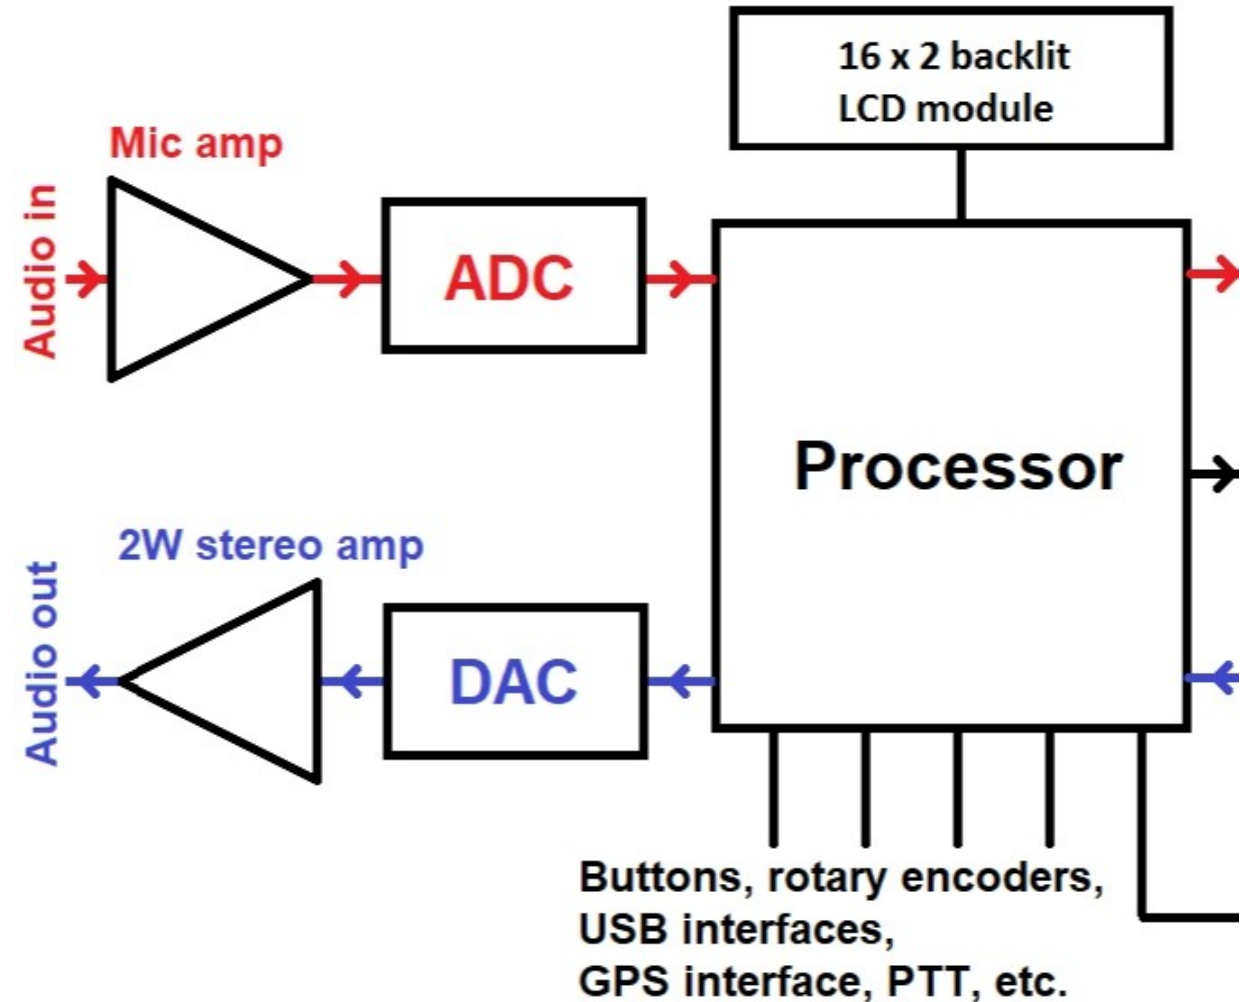 16 x 2 backlit
LCD module
Mic amp
Audio in
ADC
Processor
2W stereo amp
Audio out
DAC
Buttons, rotary encoders,
USB interfaces,
GPS interface, PTT, etc.